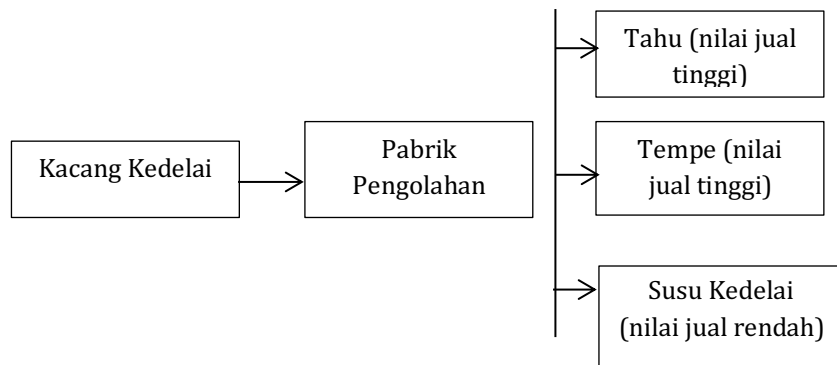 Kacang Kedelai
Pabrik
Pengolahan
Tahu (nilai jual
tinggi)
Tempe (nilai
jual tinggi)
Susu Kedelai
(nilai jual rendah)